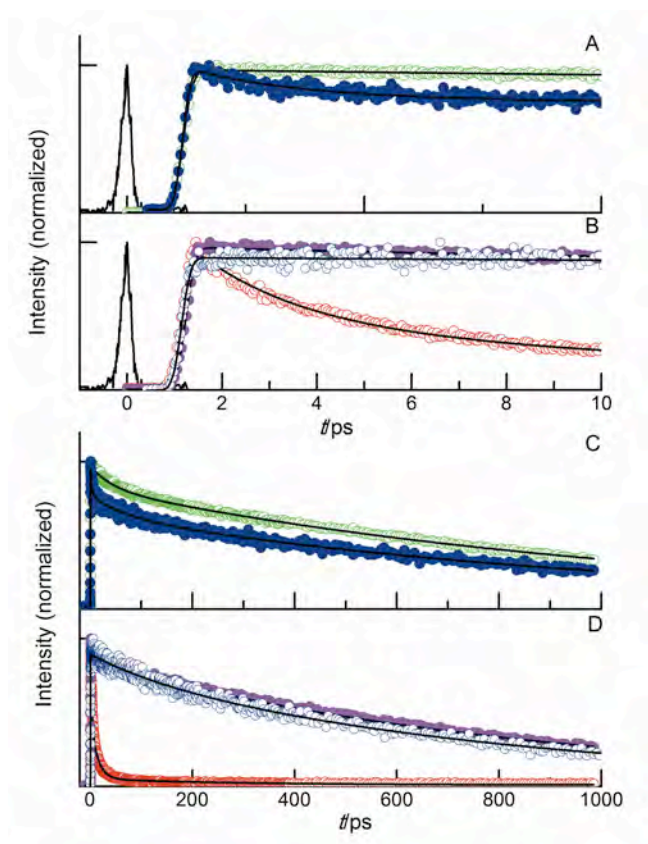 A
Intensity (normalized)
B
0 2 4 6 8 10
t/ps
C
Intensity (normalized)
D
0 200 400 600 800 1000
t/ps